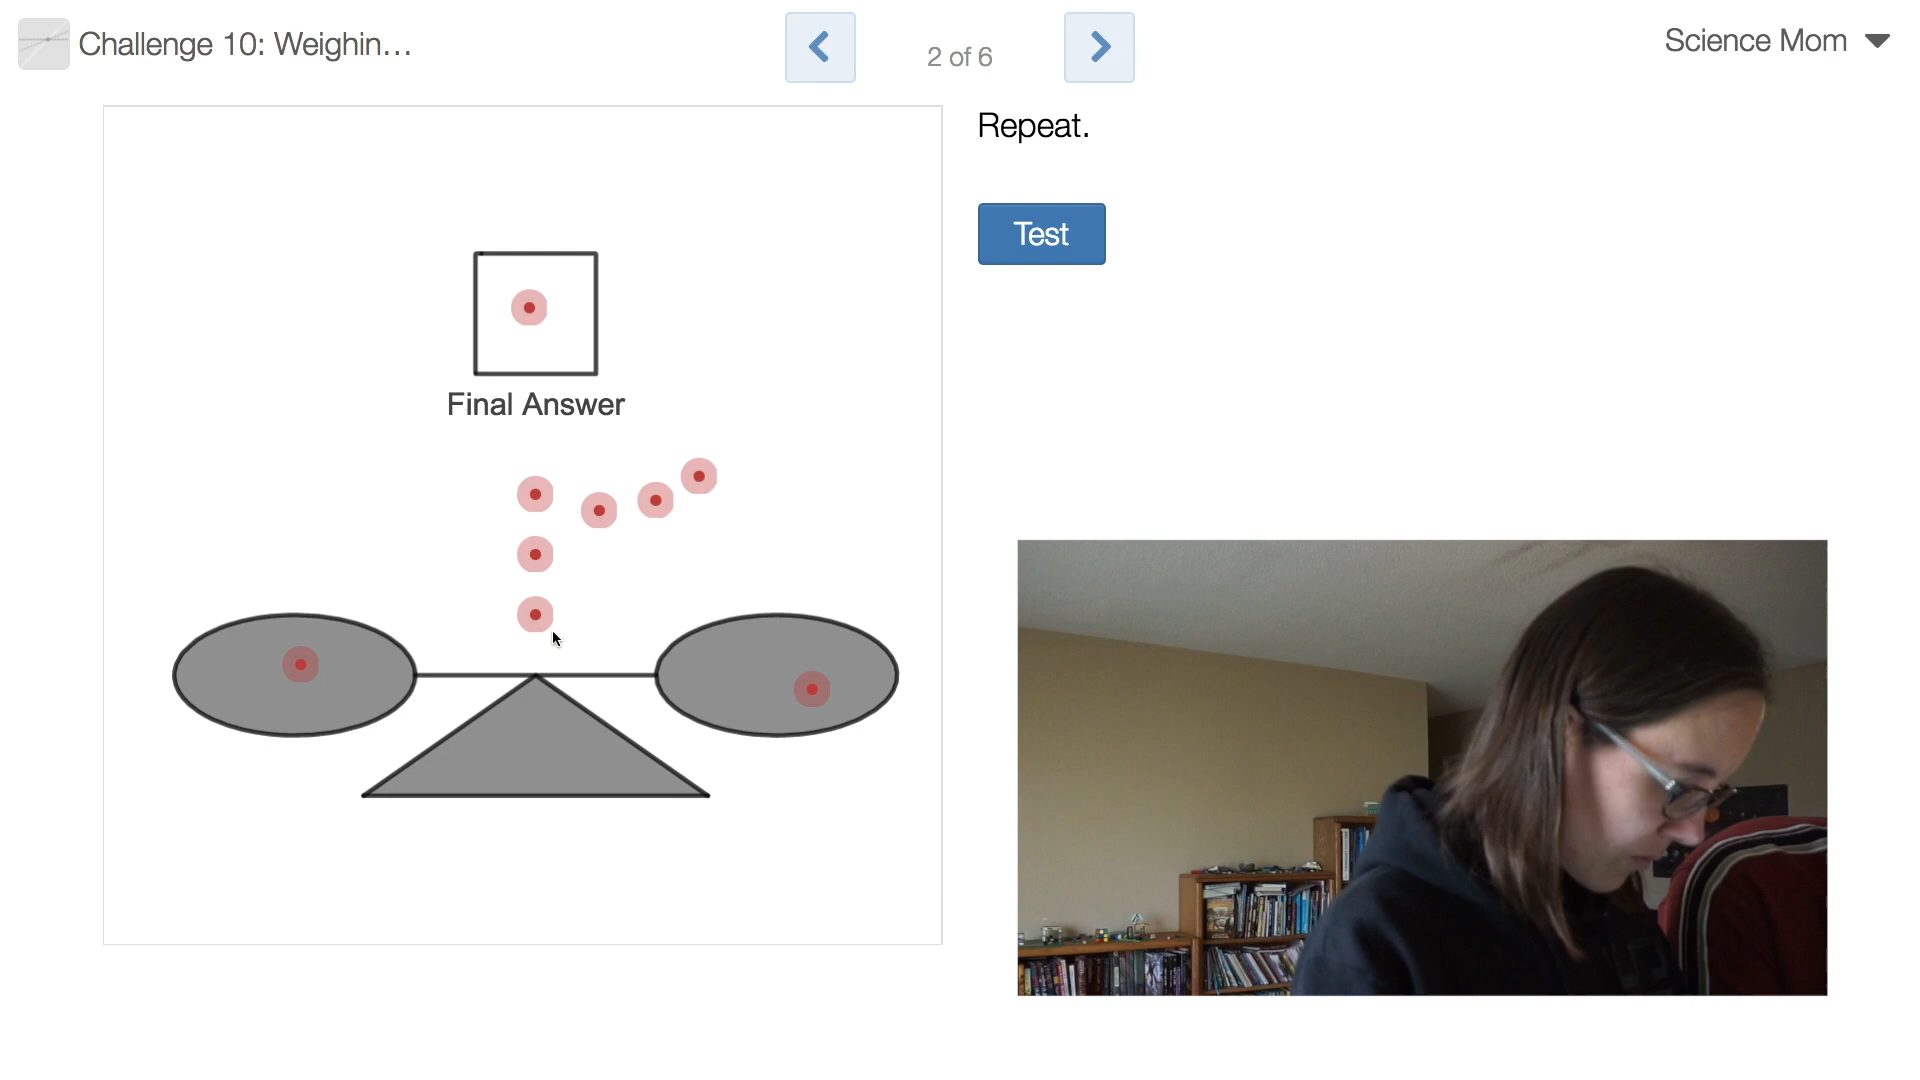 Challenge 10: Weighin...
2 of 6
Science Mom
Repeat.
Test
Final Answer